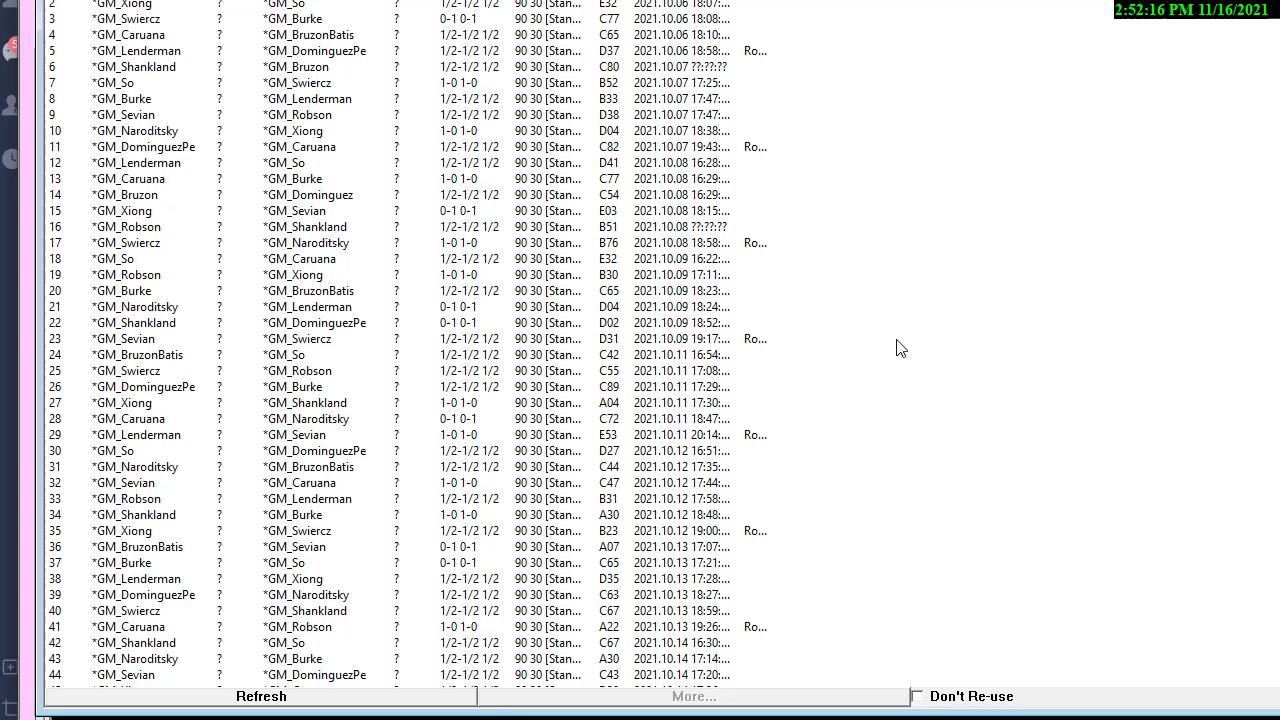 2:52:16 PM 11/16/2021
2 *GM_Xiong ? *GM_So ? 1/2-1/2 1/2 90 30 [Stan... E32 2021.10.06 18:07:...
3 *GM_Swiercz ? *GM_Burke ? 0-1 0-1 90 30 [Stan... C77 2021.10.06 18:08:...
4 *GM_Caruana ? *GM_BruzonBatis ? 1/2-1/2 1/2 90 30 [Stan... C65 2021.10.06 18:10:...
5 *GM_Lenderman ? *GM_DominguezPe ? 1/2-1/2 1/2 90 30 [Stan... D37 2021.10.06 18:58:... Ro...
6 *GM_Shankland ? *GM_Bruzon ? 1/2-1/2 1/2 90 30 [Stan... C80 2021.10.07 ??:??:??
7 *GM_So ? *GM_Swiercz ? 1-0 1-0 90 30 [Stan... B52 2021.10.07 17:25:...
8 *GM_Burke ? *GM_Lenderman ? 1/2-1/2 1/2 90 30 [Stan... B33 2021.10.07 17:47:...
9 *GM_Sevian ? *GM_Robson ? 1/2-1/2 1/2 90 30 [Stan... D38 2021.10.07 17:47:...
10 *GM_Naroditsky ? *GM_Xiong ? 1-0 1-0 90 30 [Stan... D04 2021.10.07 18:38:...
11 *GM_DominguezPe ? *GM_Caruana ? 1/2-1/2 1/2 90 30 [Stan... C82 2021.10.07 19:43:... Ro...
12 *GM_Lenderman ? *GM_So ? 1/2-1/2 1/2 90 30 [Stan... D41 2021.10.08 16:28:...
13 *GM_Caruana ? *GM_Burke ? 1-0 1-0 90 30 [Stan... C77 2021.10.08 16:29:...
14 *GM_Bruzon ? *GM_Dominguez ? 1/2-1/2 1/2 90 30 [Stan... C54 2021.10.08 16:29:...
15 *GM_Xiong ? *GM_Sevian ? 0-1 0-1 90 30 [Stan... E03 2021.10.08 18:15:...
16 *GM_Robson ? *GM_Shankland ? 1/2-1/2 1/2 90 30 [Stan... B51 2021.10.08 ??:??:??
17 *GM_Swiercz ? *GM_Naroditsky ? 1-0 1-0 90 30 [Stan... B76 2021.10.08 18:58:... Ro...
18 *GM_So ? *GM_Caruana ? 1/2-1/2 1/2 90 30 [Stan... E32 2021.10.09 16:22:...
19 *GM_Robson ? *GM_Xiong ? 1-0 1-0 90 30 [Stan... B30 2021.10.09 17:11:...
20 *GM_Burke ? *GM_BruzonBatis ? 1/2-1/2 1/2 90 30 [Stan... C65 2021.10.09 18:23:...
21 *GM_Naroditsky ? *GM_Lenderman ? 0-1 0-1 90 30 [Stan... D04 2021.10.09 18:24:...
22 *GM_Shankland ? *GM_DominguezPe ? 0-1 0-1 90 30 [Stan... D02 2021.10.09 18:52:...
23 *GM_Sevian ? *GM_Swiercz ? 1/2-1/2 1/2 90 30 [Stan... D31 2021.10.09 19:17:... Ro...
24 *GM_BruzonBatis ? *GM_So ? 1/2-1/2 1/2 90 30 [Stan... C42 2021.10.11 16:54:...
25 *GM_Swiercz ? *GM_Robson ? 1/2-1/2 1/2 90 30 [Stan... C55 2021.10.11 17:08:...
26 *GM_DominguezPe ? *GM_Burke ? 1/2-1/2 1/2 90 30 [Stan... C89 2021.10.11 17:29:...
27 *GM_Xiong ? *GM_Shankland ? 1-0 1-0 90 30 [Stan... A04 2021.10.11 17:30:...
28 *GM_Caruana ? *GM_Naroditsky ? 0-1 0-1 90 30 [Stan... C72 2021.10.11 18:47:...
29 *GM_Lenderman ? *GM_Sevian ? 1-0 1-0 90 30 [Stan... E53 2021.10.11 20:14:... Ro...
30 *GM_So ? *GM_DominguezPe ? 1/2-1/2 1/2 90 30 [Stan... D27 2021.10.12 16:51:...
31 *GM_Naroditsky ? *GM_BruzonBatis ? 1/2-1/2 1/2 90 30 [Stan... C44 2021.10.12 17:35:...
32 *GM_Sevian ? *GM_Caruana ? 1-0 1-0 90 30 [Stan... C47 2021.10.12 17:44:...
33 *GM_Robson ? *GM_Lenderman ? 1/2-1/2 1/2 90 30 [Stan... B31 2021.10.12 17:58:...
34 *GM_Shankland ? *GM_Burke ? 1-0 1-0 90 30 [Stan... A30 2021.10.12 18:48:...
35 *GM_Xiong ? *GM_Swiercz ? 1/2-1/2 1/2 90 30 [Stan... B23 2021.10.12 19:00:... Ro...
36 *GM_BruzonBatis ? *GM_Sevian ? 0-1 0-1 90 30 [Stan... A07 2021.10.13 17:07:...
37 *GM_Burke ? *GM_So ? 0-1 0-1 90 30 [Stan... C65 2021.10.13 17:21:...
38 *GM_Lenderman ? *GM_Xiong ? 1/2-1/2 1/2 90 30 [Stan... D35 2021.10.13 17:28:...
39 *GM_DominguezPe ? *GM_Naroditsky ? 1/2-1/2 1/2 90 30 [Stan... C63 2021.10.13 18:27:...
40 *GM_Swiercz ? *GM_Shankland ? 1/2-1/2 1/2 90 30 [Stan... C67 2021.10.13 18:59:...
41 *GM_Caruana ? *GM_Robson ? 1-0 1-0 90 30 [Stan... A22 2021.10.13 19:26:... Ro...
42 *GM_Shankland ? *GM_So ? 1/2-1/2 1/2 90 30 [Stan... C67 2021.10.14 16:30:...
43 *GM_Naroditsky ? *GM_Burke ? 1/2-1/2 1/2 90 30 [Stan... A30 2021.10.14 17:14:...
44 *GM_Sevian ? *GM_DominguezPe ? 1/2-1/2 1/2 90 30 [Stan... C43 2021.10.14 17:20:...
Refresh More... Don't Re-use